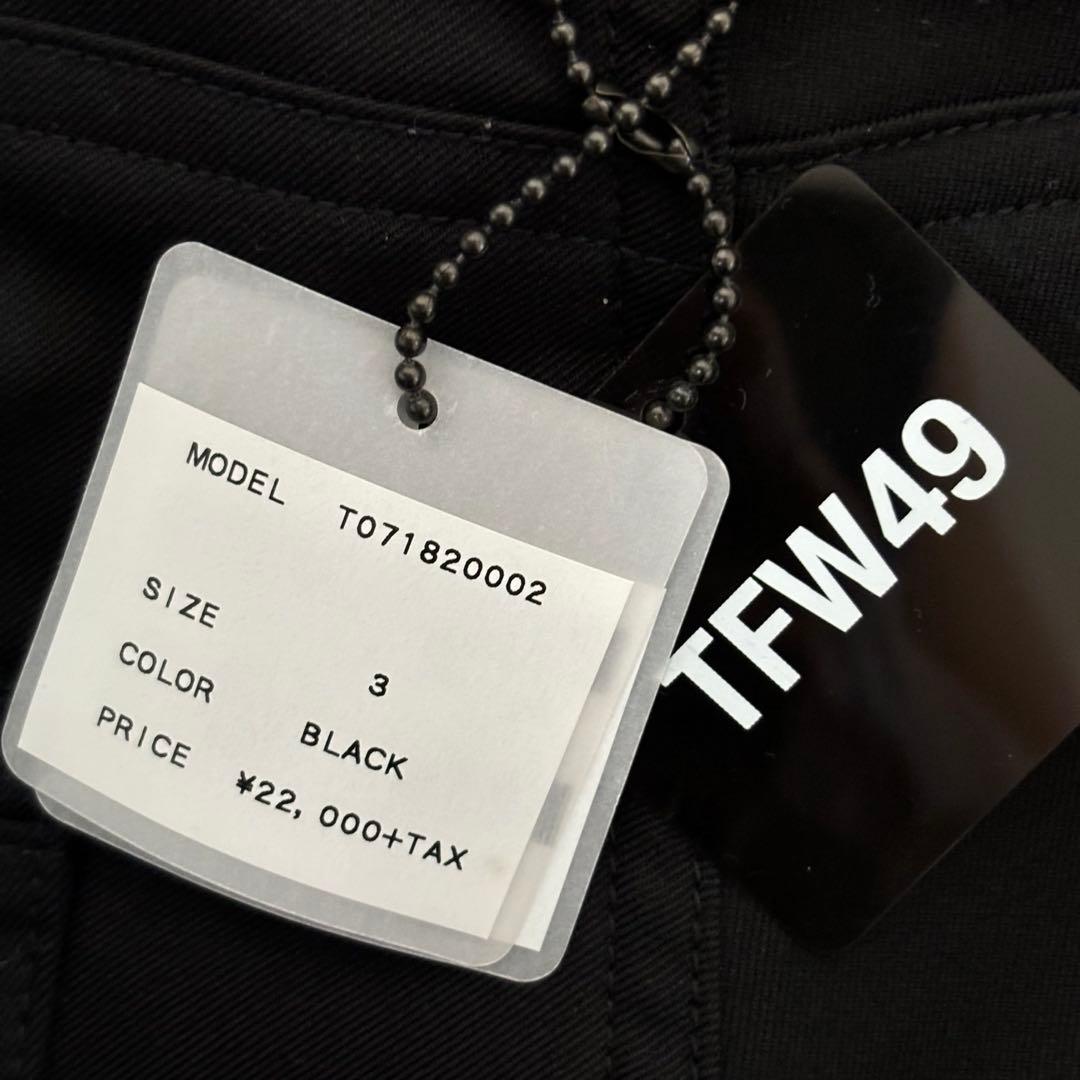 MODEL T071820002
SIZE 3
COLOR BLACK
PRICE ¥22,000+TAX
TFW49